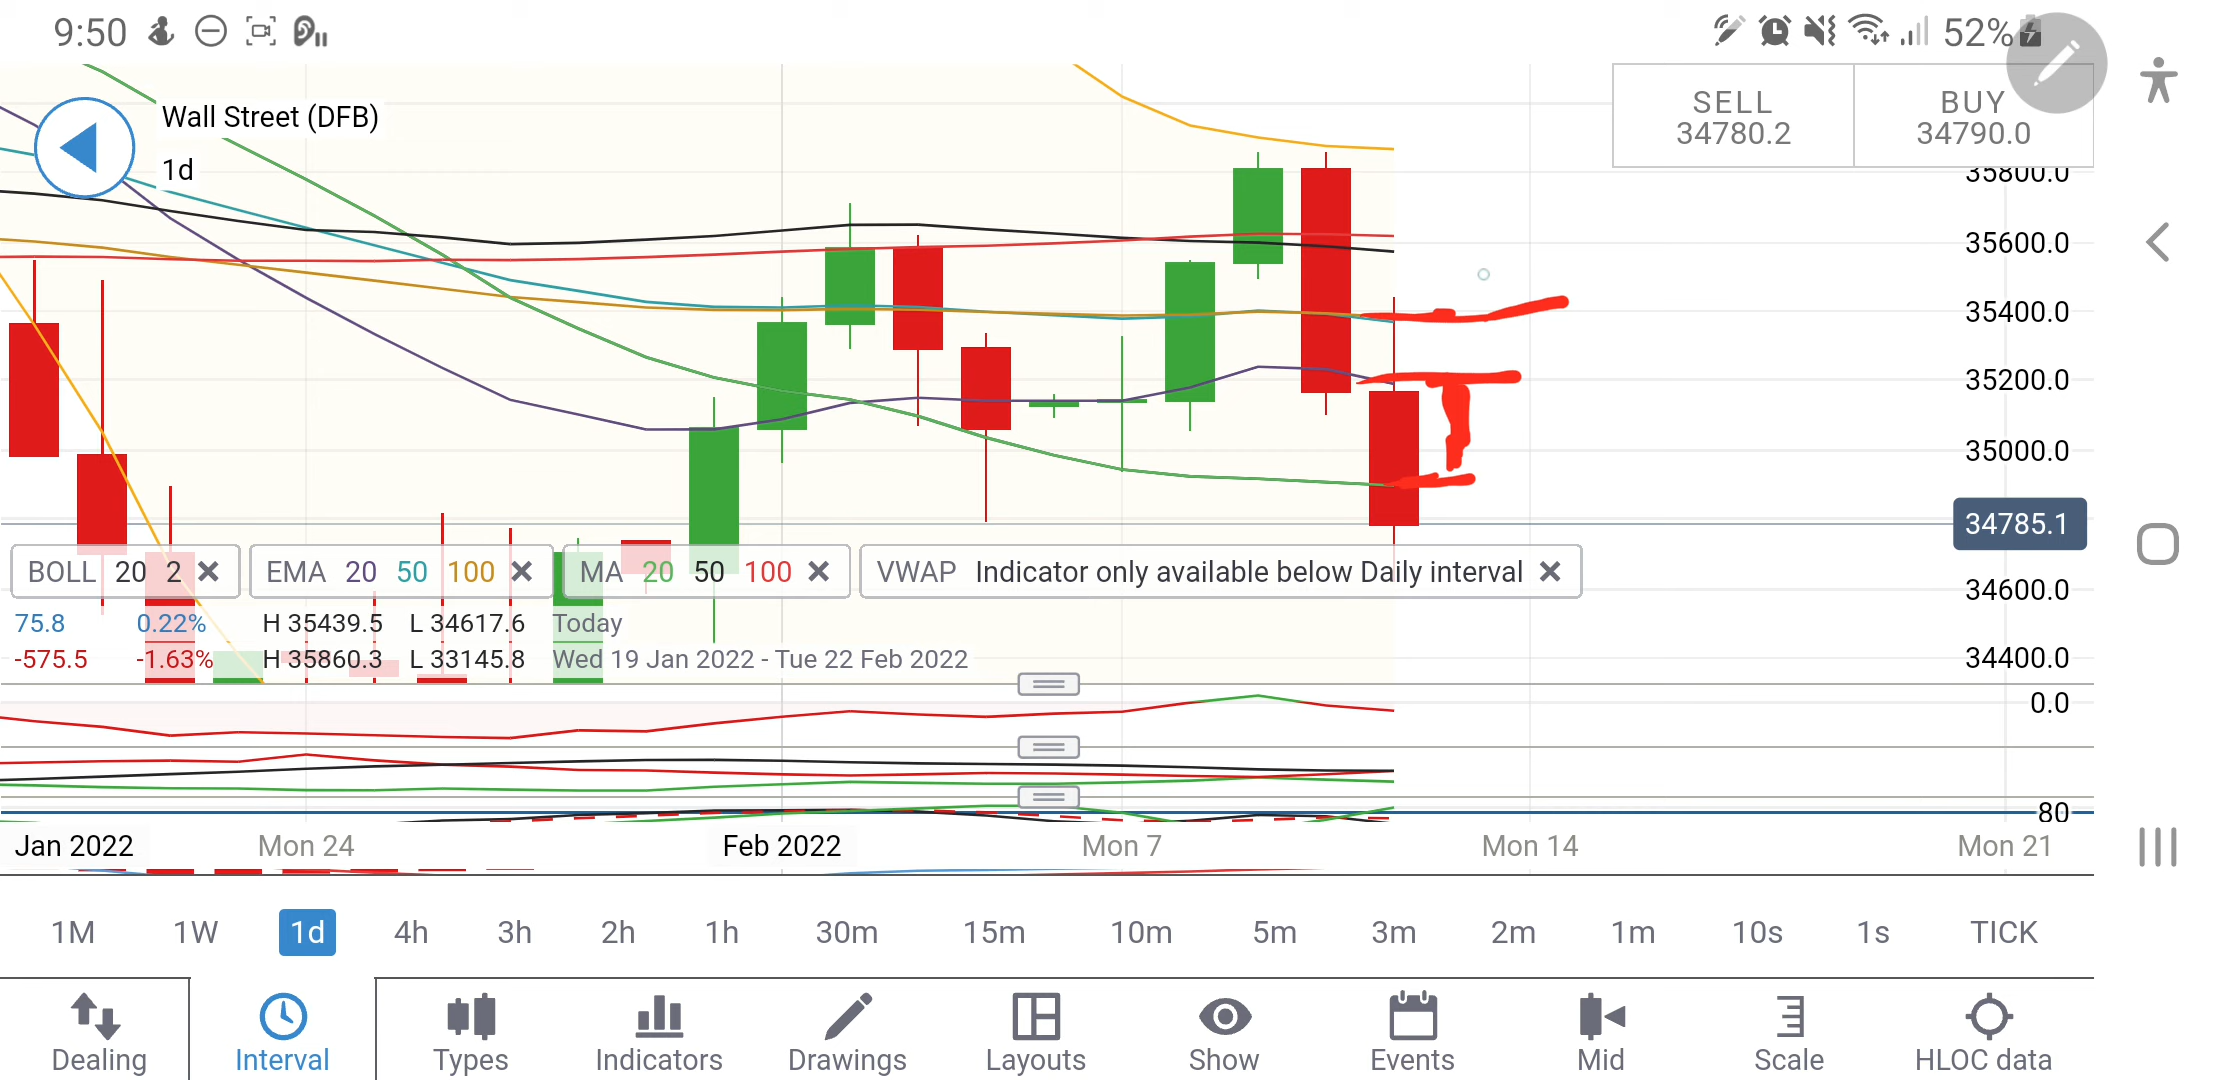 9:50
52%
Wall Street (DFB)
1d
SELL
34780.2
BUY
34790.0
35800.0
35600.0
35400.0
35200.0
35000.0
34785.1
34600.0
34400.0
0.0
80
BOLL 20 2
EMA 20 50 100
MA 20 50 100
VWAP Indicator only available below Daily interval
75.8 0.22% H 35439.5 L 34617.6 Today
-575.5 -1.63% H 35860.3 L 33145.8 Wed 19 Jan 2022 - Tue 22 Feb 2022
Jan 2022 Mon 24 Feb 2022 Mon 7 Mon 14 Mon 21
1M 1W 1d 4h 3h 2h 1h 30m 15m 10m 5m 3m 2m 1m 10s 1s TICK
Dealing Interval Types Indicators Drawings Layouts Show Events Mid Scale HLOC data